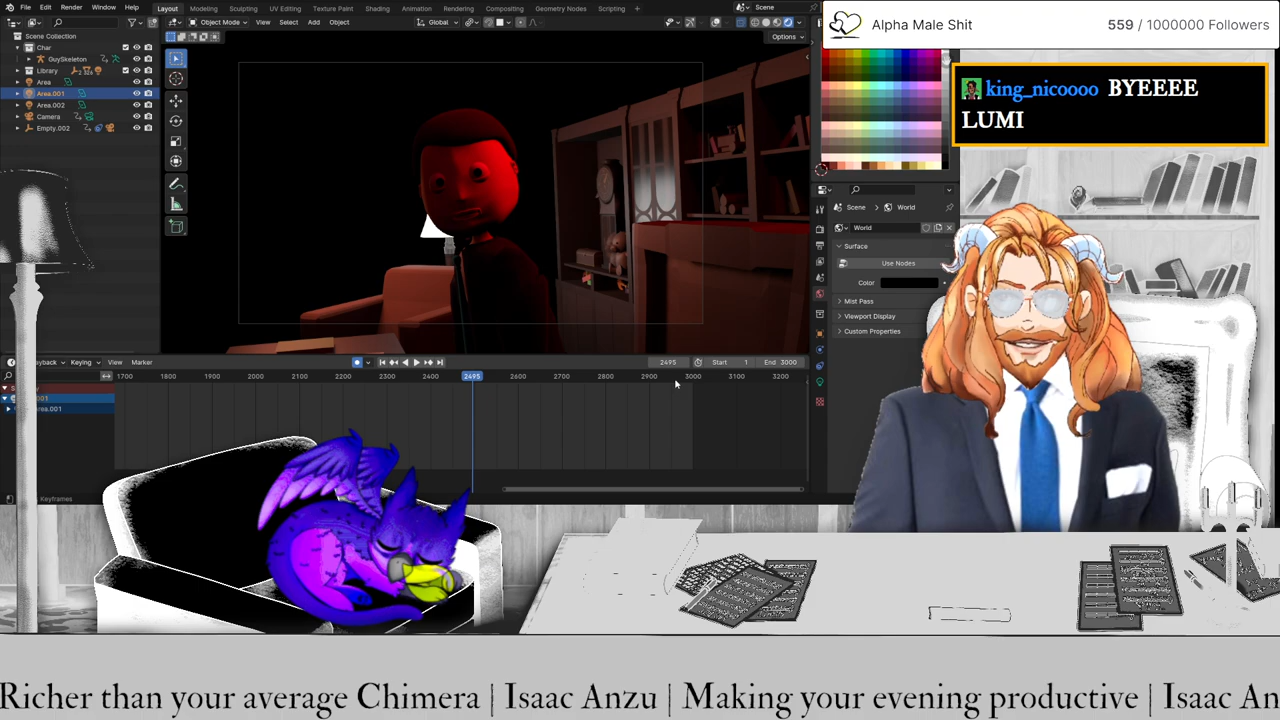 File Edit Render Window Help Layout Modeling Sculpting UV Editing Texture Paint Shading Animation Rendering Compositing Geometry Nodes Scripting Scene
Object Mode View Select Add Object Global
Options
Scene Collection
Char
GuySkeleton
Library
Area
Area.001
Area.002
Camera
Empty.002
Alpha Male Shit 559 / 1000000 Followers
king_nicoooo BYEEEE
LUMI
Scene World
World
Surface
Use Nodes
Color
Mist Pass
Viewport Display
Custom Properties
Keying View Marker 2495 Start 1 End 3000
1700 1800 1900 2000 2100 2200 2300 2400 2495 2600 2700 2800 2900 3000 3100 3200
Keyframes
Richer than your average Chimera | Isaac Anzu | Making your evening productive | Isaac An